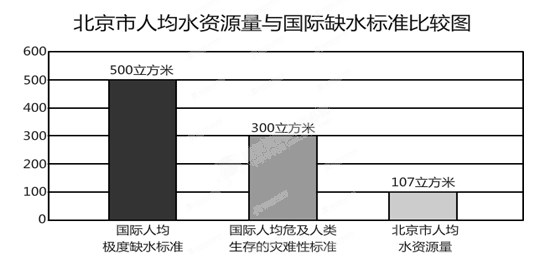 北京市人均水资源量与国际缺水标准比较图
600
500
400
300
200
100
0
500立方米
300立方米
107立方米
国际人均
极度缺水标准
国际人均危及人类
生存的灾难性标准
北京市人均
水资源量